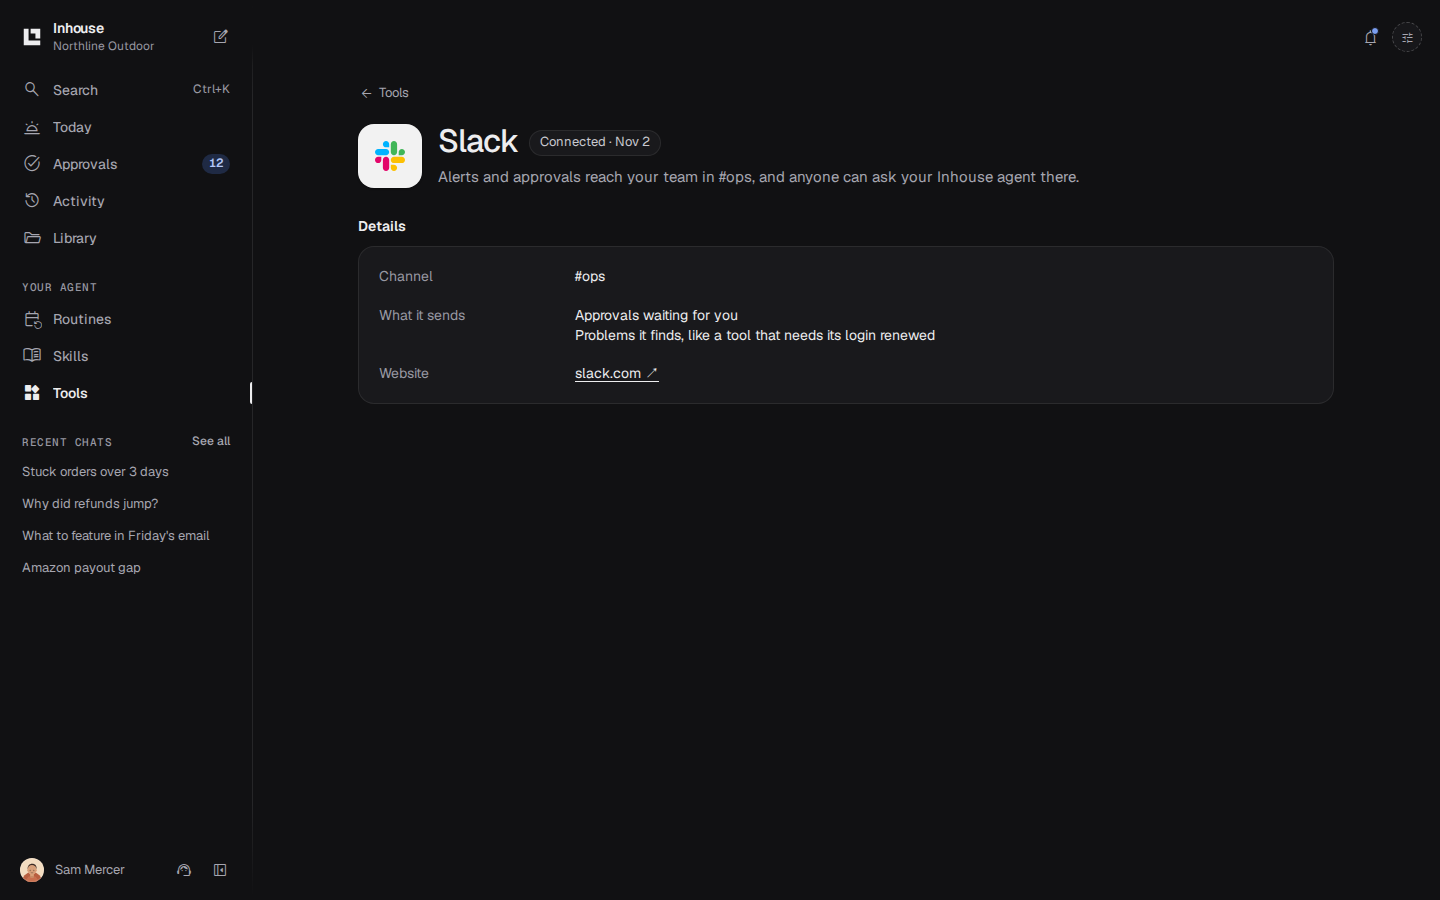 Inhouse
Northline Outdoor
Search Ctrl+K
Today
Approvals 12
Activity
Library
YOUR AGENT
Routines
Skills
Tools
RECENT CHATS See all
Stuck orders over 3 days
Why did refunds jump?
What to feature in Friday's email
Amazon payout gap
Sam Mercer
← Tools
Slack Connected · Nov 2
Alerts and approvals reach your team in #ops, and anyone can ask your Inhouse agent there.
Details
Channel #ops
What it sends Approvals waiting for you
Problems it finds, like a tool that needs its login renewed
Website slack.com ↗